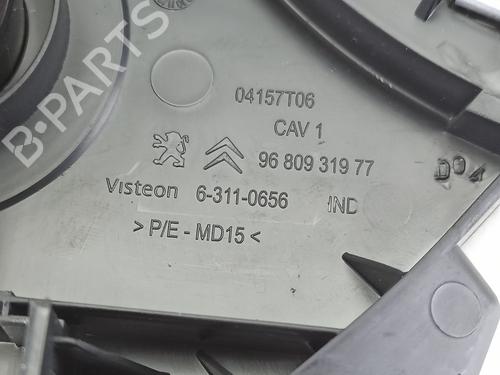 B-PARTS
04157T06
CAV 1
96 809 319 77
D04
Visteon 6-311-0656 IND
>P/E - MD15<